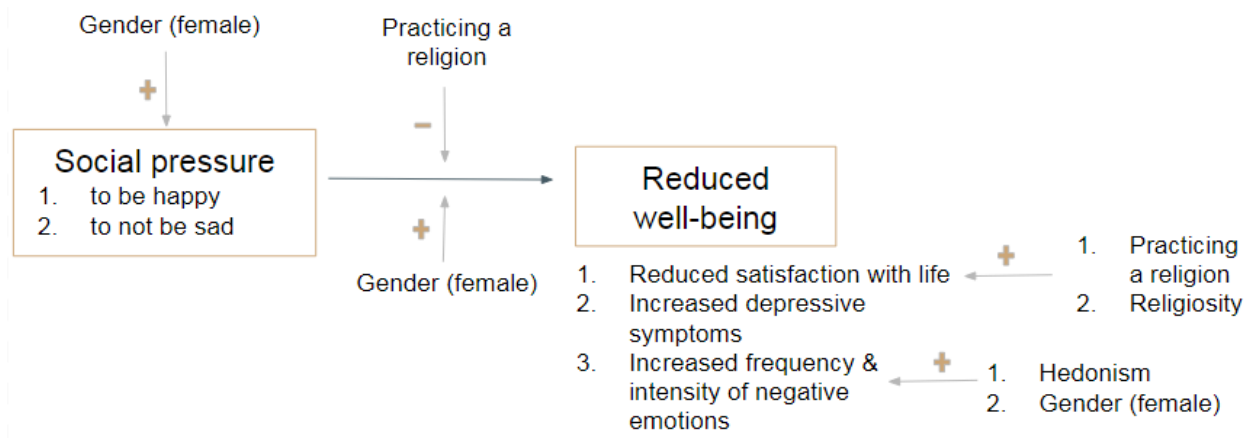 Gender (female)
Practicing a
religion
+
−
Social pressure
1. to be happy
2. to not be sad
Reduced
well-being
+
Gender (female)
1. Reduced satisfaction with life
2. Increased depressive
symptoms
3. Increased frequency &
intensity of negative
emotions
+
1. Practicing
a religion
2. Religiosity
+
1. Hedonism
2. Gender (female)